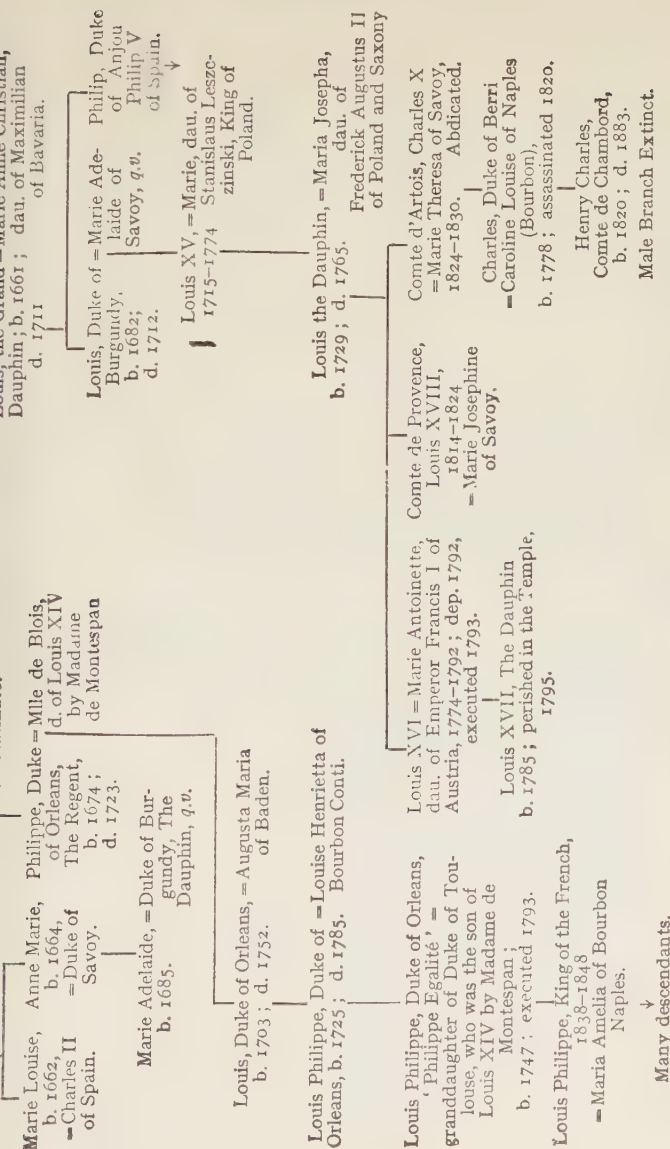 Marie Louise,
b. 1662,
= Charles II
of Spain.
Anne Marie,
b. 1664,
= Duke of
Savoy.
Philippe, Duke = Mlle de Blois,
of Orleans,
The Regent,
b. 1674;
d. 1723.
d. of Louis XIV
by Madame
de Montespan
Louis, the Grand = Marie Anne Christian,
Dauphin; b. 1661;
d. 1711
dau. of Maximilian
of Bavaria.
Marie Adelaide, = Duke of Bur-
b. 1685.
gundy, The
Dauphin, q.v.
Louis, Duke of = Marie Ade-
Burgundy,
b. 1682;
d. 1712.
laide of
Savoy, q.v.
Philip, Duke
of Anjou
Philip V
of Spain.
Louis, Duke of Orleans, = Augusta Maria
b. 1703; d. 1752.
of Baden.
Louis XV, = Marie, dau. of
1715–1774
Stanislaus Leszc-
zinski, King of
Poland.
Louis Philippe, Duke of = Louise Henrietta of
Orleans, b. 1725; d. 1785.
Bourbon Conti.
Louis the Dauphin, = Maria Josepha,
b. 1729; d. 1765.
dau. of
Frederick Augustus II
of Poland and Saxony
Louis Philippe, Duke of Orleans,
‘ Philippe Egalité’ =
granddaughter of Duke of Tou-
louse, who was the son of
Louis XIV by Madame de
Montespan;
b. 1747; executed 1793.
Louis XVI = Marie Antoinette,
dau. of Emperor Francis I of
Austria, 1774–1792; dep. 1792,
executed 1793.
Comte de Provence,
Louis XVIII,
1814–1824
= Marie Josephine
of Savoy.
Comte d’Artois, Charles X
= Marie Theresa of Savoy,
1824–1830. Abdicated.
Louis XVII, The Dauphin
b. 1785; perished in the Temple,
1795.
Charles, Duke of Berri
= Caroline Louise of Naples
(Bourbon),
b. 1778; assassinated 1820.
Louis Philippe, King of the French,
1838–1848
= Maria Amelia of Bourbon
Naples.
Henry Charles,
Comte de Chambord,
b. 1820; d. 1883.
Many descendants.
Male Branch Extinct.